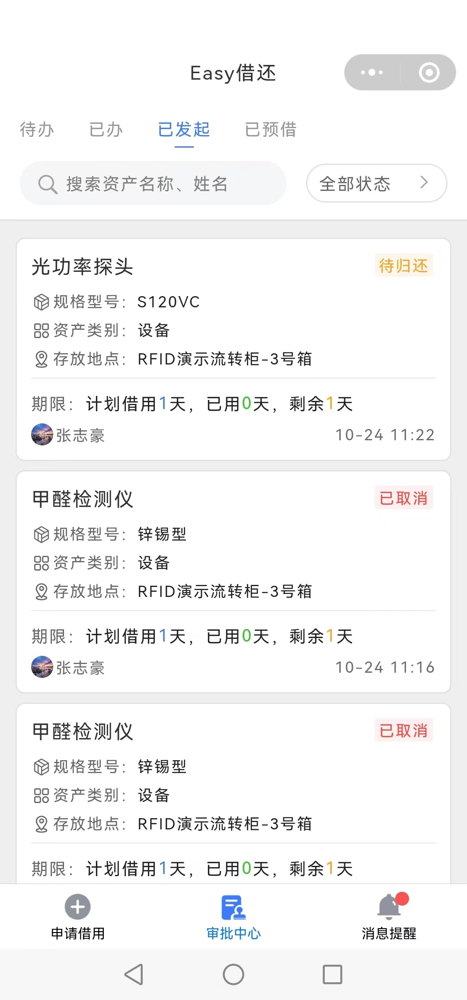 Easy借还
待办 已办 已发起 已预借
搜索资产名称、姓名 全部状态
光功率探头 待归还
规格型号: S120VC
资产类别: 设备
存放地点: RFID演示流转柜-3号箱
期限: 计划借用1天, 已用0天, 剩余1天
张志豪 10-24 11:22
甲醛检测仪 已取消
规格型号: 锌锡型
资产类别: 设备
存放地点: RFID演示流转柜-3号箱
期限: 计划借用1天, 已用0天, 剩余1天
张志豪 10-24 11:16
甲醛检测仪 已取消
规格型号: 锌锡型
资产类别: 设备
存放地点: RFID演示流转柜-3号箱
期限: 计划借用1天, 已用0天, 剩余1天
申请借用 审批中心 消息提醒